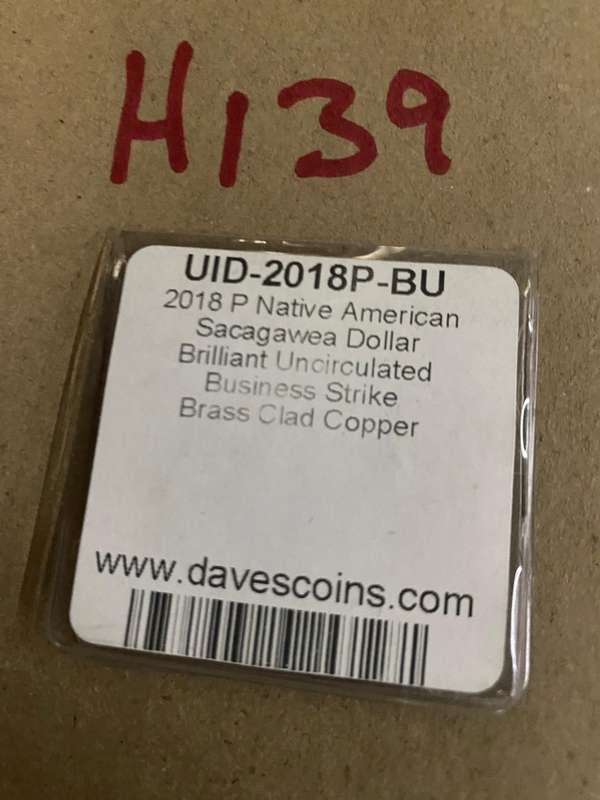 H139
UID-2018P-BU
2018 P Native American
Sacagawea Dollar
Brilliant Uncirculated
Business Strike
Brass Clad Copper
www.davescoins.com